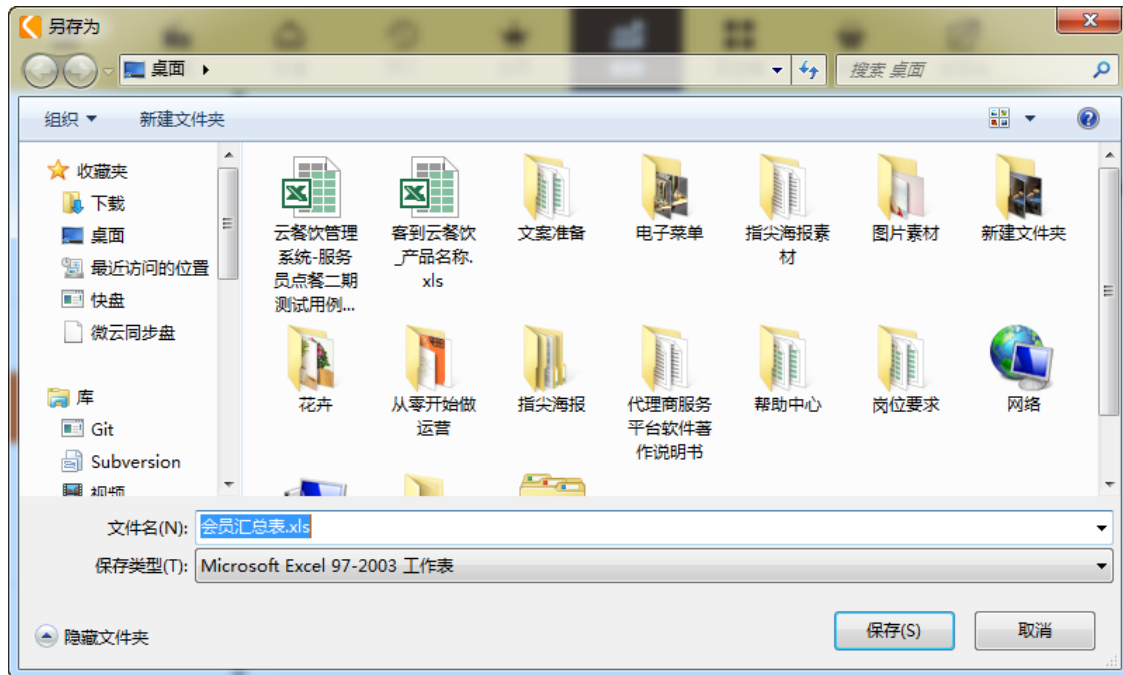 另存为
桌面
搜索 桌面
组织
新建文件夹
收藏夹
下载
桌面
最近访问的位置
快盘
微云同步盘
库
Git
Subversion
视频
云餐饮管理
系统-服务
员点餐二期
测试用例...
客到云餐饮
_产品名称.
xls
文案准备
电子菜单
指尖海报素
材
图片素材
新建文件夹
花卉
从零开始做
运营
指尖海报
代理商服务
平台软件著
作说明书
帮助中心
岗位要求
网络
文件名(N):
会员汇总表.xls
保存类型(T):
Microsoft Excel 97-2003 工作表
隐藏文件夹
保存(S)
取消